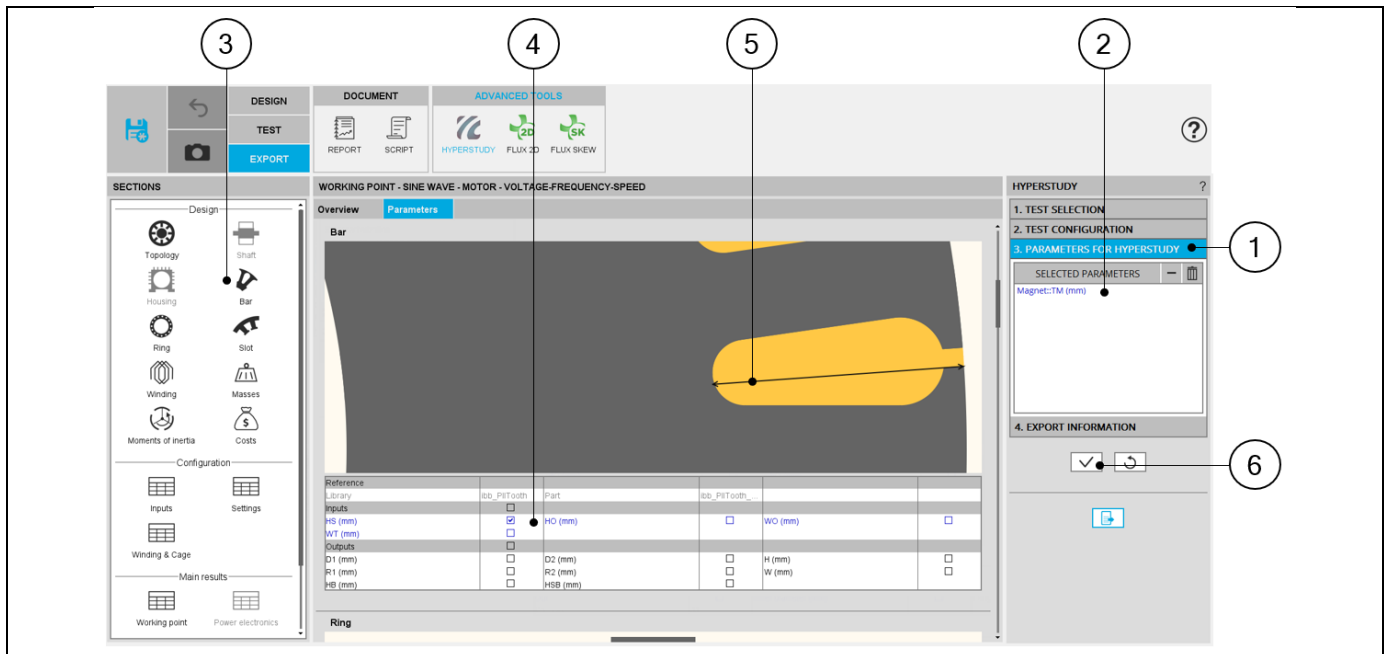 3
4
5
2
DESIGN
TEST
EXPORT
DOCUMENT
REPORT
SCRIPT
ADVANCED TOOLS
HYPERSTUDY
2D
FLUX 2D
SK
FLUX SKEW
?
SECTIONS
Design
Topology
Shaft
Housing
Bar
Ring
Slot
Winding
Masses
Moments of inertia
$
Costs
Configuration
Inputs
Settings
Winding & Cage
Main results
Working point
Power electronics
WORKING POINT - SINE WAVE - MOTOR - VOLTAGE-FREQUENCY-SPEED
Overview Parameters
Bar
Reference
Library Ibb_PllTooth Part Ibb_PllTooth_...
Inputs
HS (mm) HO (mm) WO (mm)
WT (mm)
Outputs
D1 (mm) D2 (mm) H (mm)
R1 (mm) R2 (mm) W (mm)
HB (mm) HSB (mm)
Ring
HYPERSTUDY ?
1. TEST SELECTION
2. TEST CONFIGURATION
3. PARAMETERS FOR HYPERSTUDY
1
SELECTED PARAMETERS
Magnet::TM (mm)
4. EXPORT INFORMATION
6